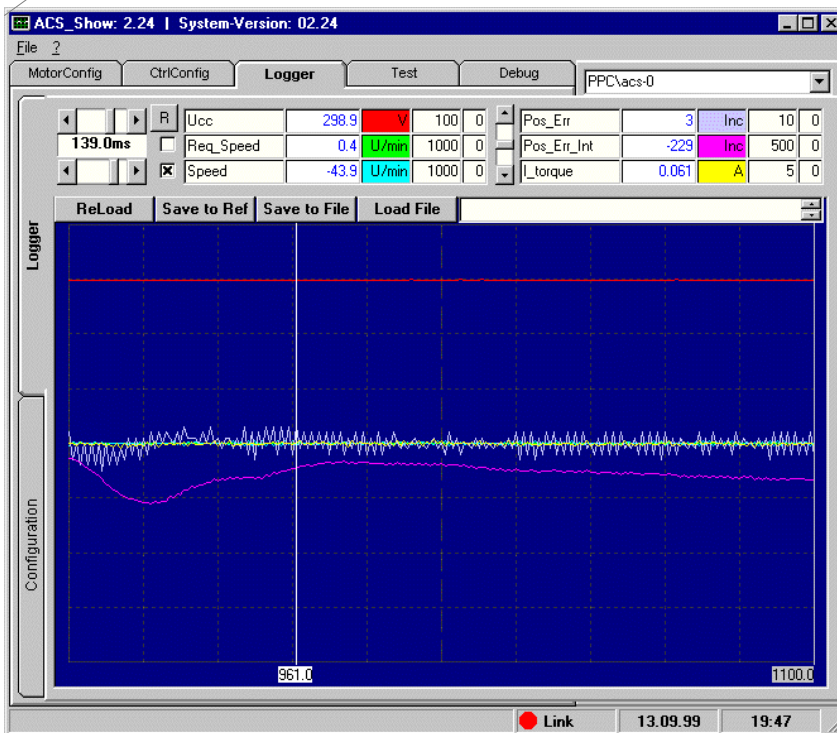 ACS_Show: 2.24 | System-Version: 02.24
File ?
MotorConfig CtrlConfig Logger Test Debug PPC\acs-0
R Ucc 298.9 V 100 0 Pos_Err 3 Inc 10 0
139.0ms Req_Speed 0.4 U/min 1000 0 Pos_Err_Int -229 Inc 500 0
Speed -43.9 U/min 1000 0 I_torque 0.061 A 5 0
ReLoad Save to Ref Save to File Load File
Logger
Configuration
961.0 1100.0
Link 13.09.99 19:47